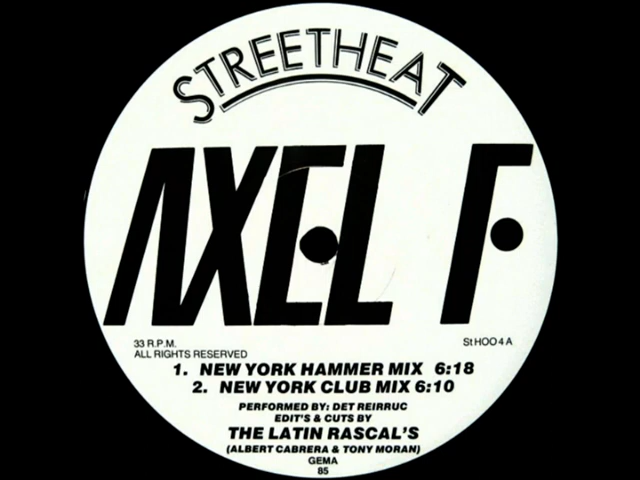 STREETHEAT
AXEL F
33 R.P.M.
ALL RIGHTS RESERVED
St HOO 4 A
1. NEW YORK HAMMER MIX 6:18
2. NEW YORK CLUB MIX 6:10
PERFORMED BY: DET REIRRUC
EDIT'S & CUTS BY
THE LATIN RASCAL'S
(ALBERT CABRERA & TONY MORAN)
GEMA
85